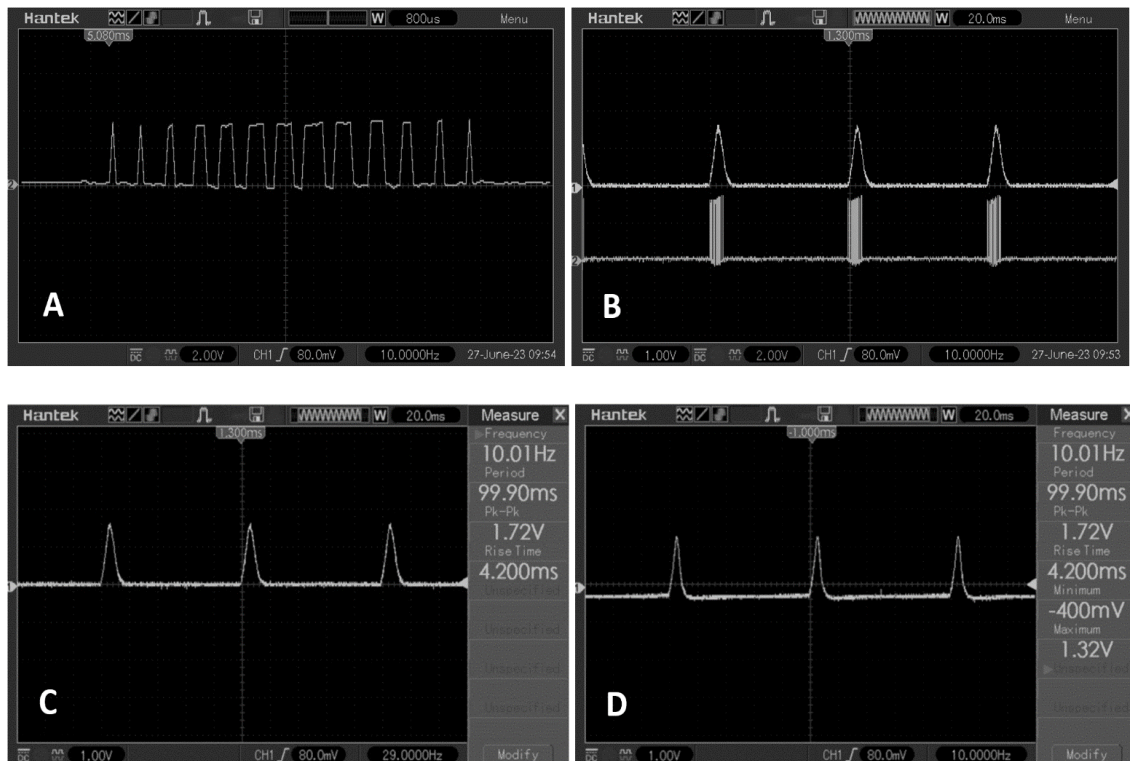 Hantek W 800us Menu
5.080ms
2
A
DC 2.00V CH1 80.0mV 10.0000Hz 27-June-23 09:54
Hantek W 20.0ms Menu
1.300ms
1
2
B
DC 1.00V DC 2.00V CH1 80.0mV 10.0000Hz 27-June-23 09:53
Hantek W 20.0ms Measure X
1.300ms
Frequency
10.01Hz
Period
99.90ms
Pk-Pk
1.72V
Rise Time
4.200ms
Unspecified
1
Unspecified
Unspecified
Unspecified
C
DC 1.00V CH1 80.0mV 29.0000Hz Modify
Hantek W 20.0ms Measure X
-1.000ms
Frequency
10.01Hz
Period
99.90ms
Pk-Pk
1.72V
Rise Time
4.200ms
Minimum
1
-400mV
Maximum
1.32V
Unspecified
Unspecified
D
DC 1.00V CH1 80.0mV 10.0000Hz Modify